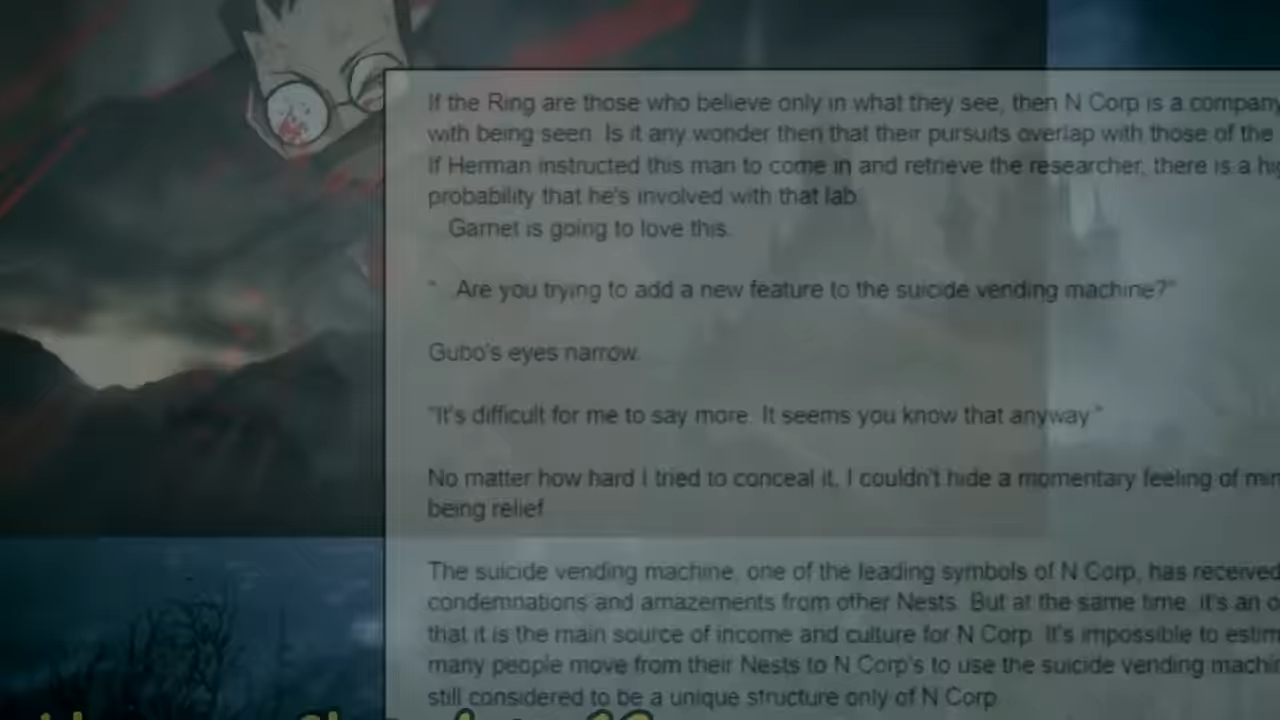 If the Ring are those who believe only in what they see, then N Corp is a company
with being seen. Is it any wonder then that their pursuits overlap with those of the
If Herman instructed this man to come in and retrieve the researcher, there is a
probability that he's involved with that lab.
Garnet is going to love this.
"...Are you trying to add a new feature to the suicide vending machine?"
Gubo's eyes narrow.
"It's difficult for me to say more. It seems you know that anyway."
No matter how hard I tried to conceal it, I couldn't hide a momentary feeling of
being relief.
The suicide vending machine, one of the leading symbols of N Corp, has received
condemnations and amazements from other Nests. But at the same time, it's an
that it is the main source of income and culture for N Corp. It's impossible to
many people move from their Nests to N Corp's to use the suicide vending
still considered to be a unique structure only of N Corp.